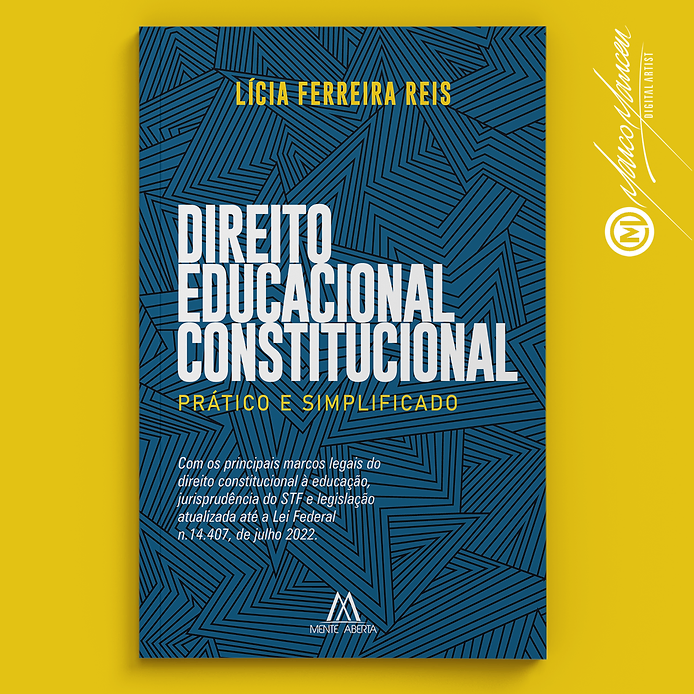 LÍCIA FERREIRA REIS
DIREITO
EDUCACIONAL
CONSTITUCIONAL
PRÁTICO E SIMPLIFICADO
Com os principais marcos legais do
direito constitucional à educação,
jurisprudência do STF e legislação
atualizada até a Lei Federal
n.14.407, de julho 2022.
MENTE ABERTA
DIGITAL ARTIST